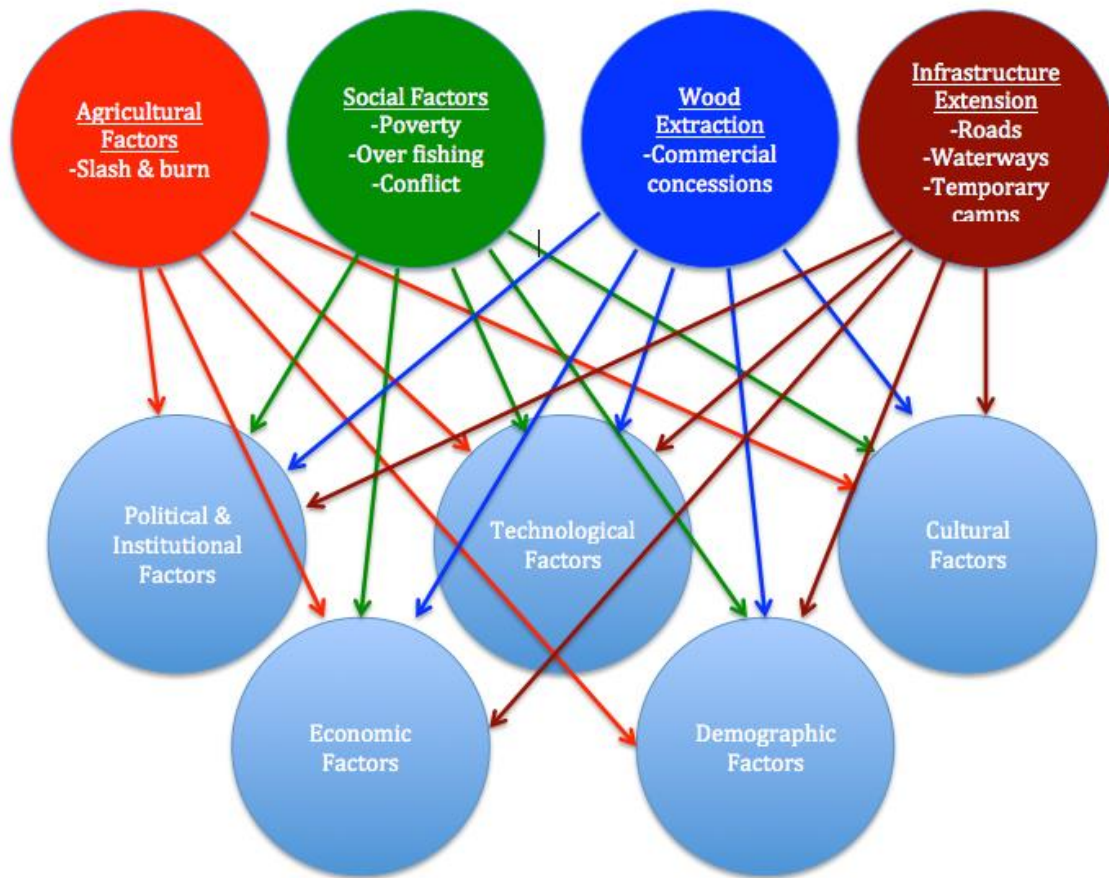 Agricultural
Factors
-Slash & burn
Social Factors
-Poverty
-Over fishing
-Conflict
Wood
Extraction
-Commercial
concessions
Infrastructure
Extension
-Roads
-Waterways
-Temporary
camps
Political &
Institutional
Factors
Technological
Factors
Cultural
Factors
Economic
Factors
Demographic
Factors